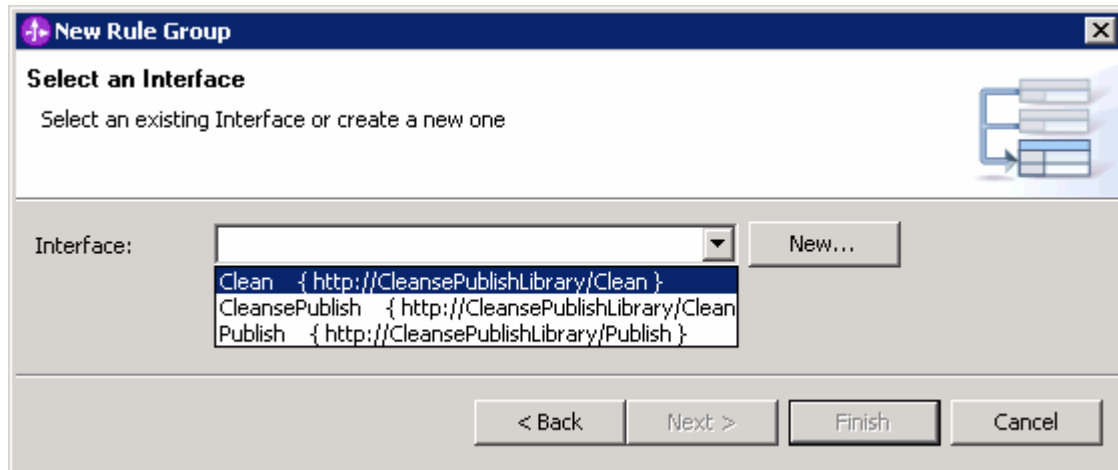 New Rule Group
Select an Interface
Select an existing Interface or create a new one
Interface:
New...
Clean { http://CleansePublishLibrary/Clean }
CleansePublish { http://CleansePublishLibrary/Clean
Publish { http://CleansePublishLibrary/Publish }
< Back Next > Finish Cancel